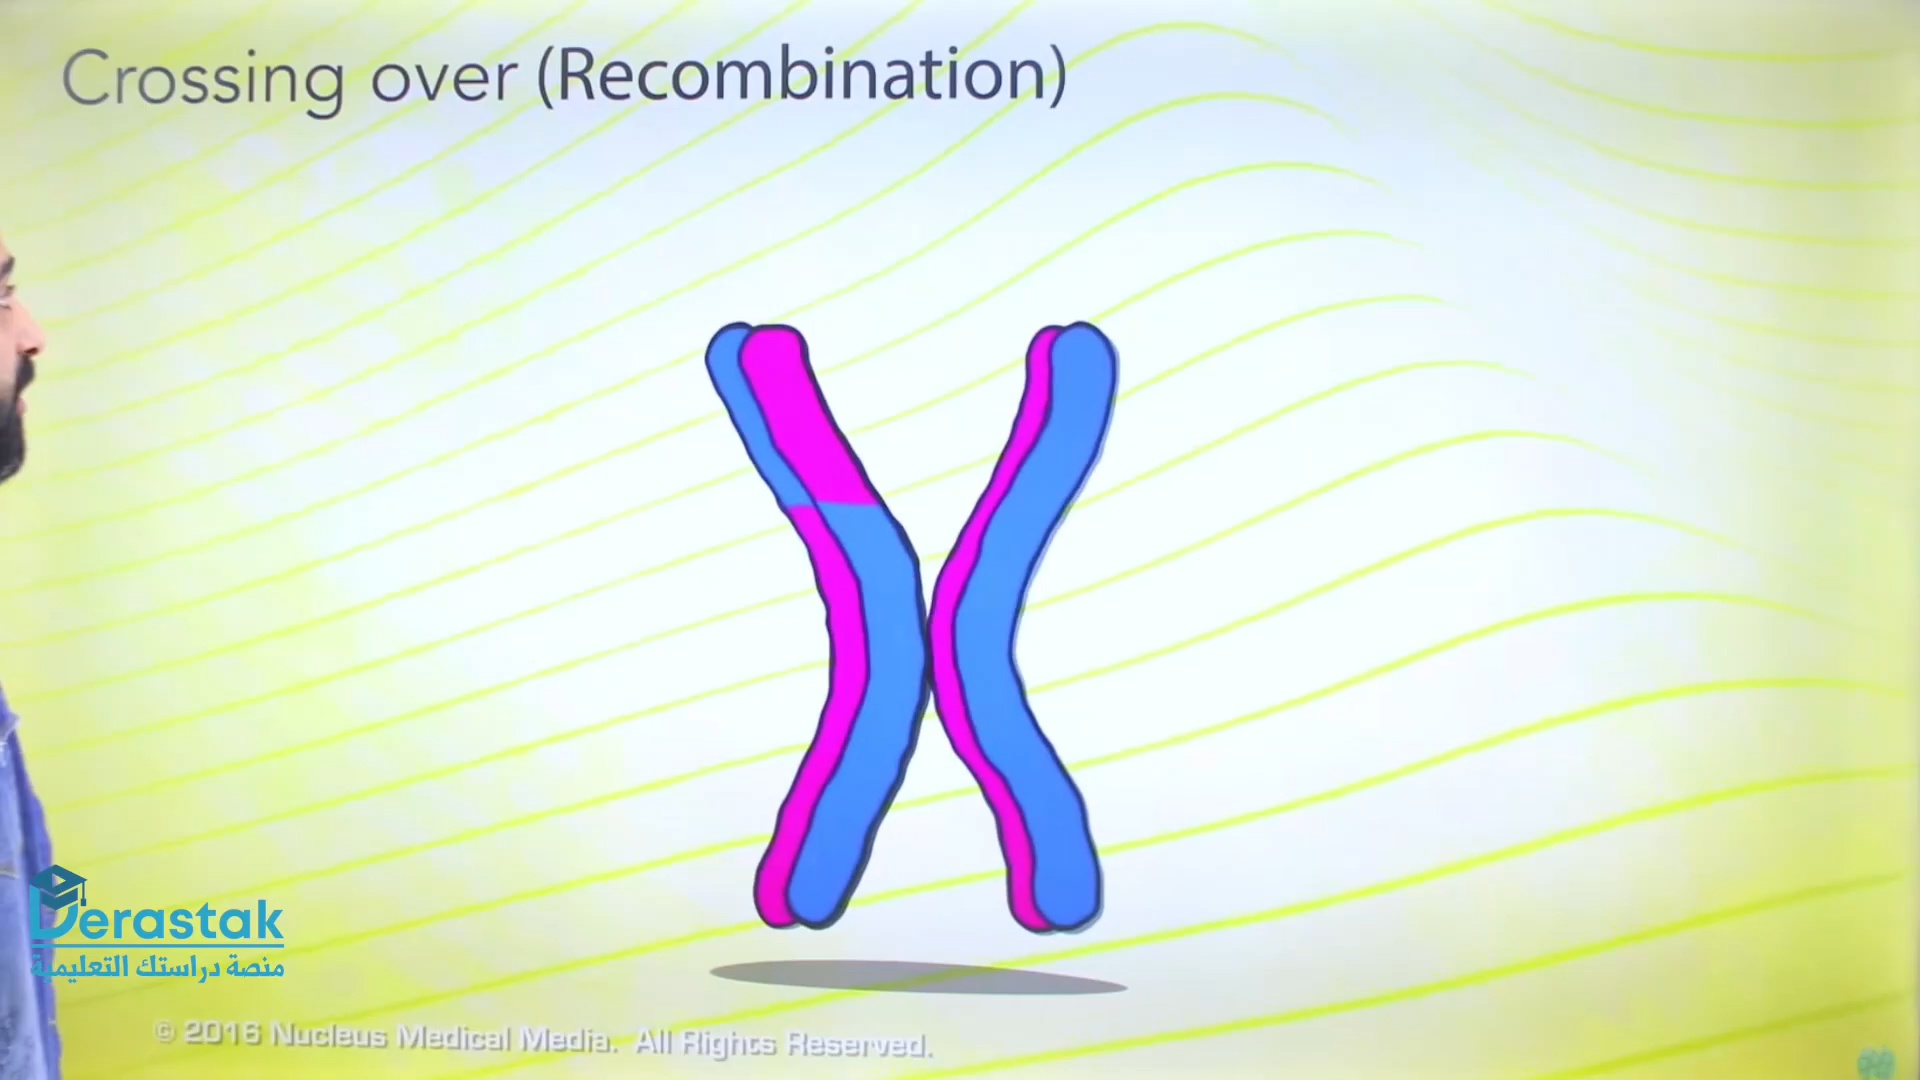 Crossing over (Recombination)
Derastak
منصة دراستك التعليمية
© 2016 Nucleus Medical Media. All Rights Reserved.